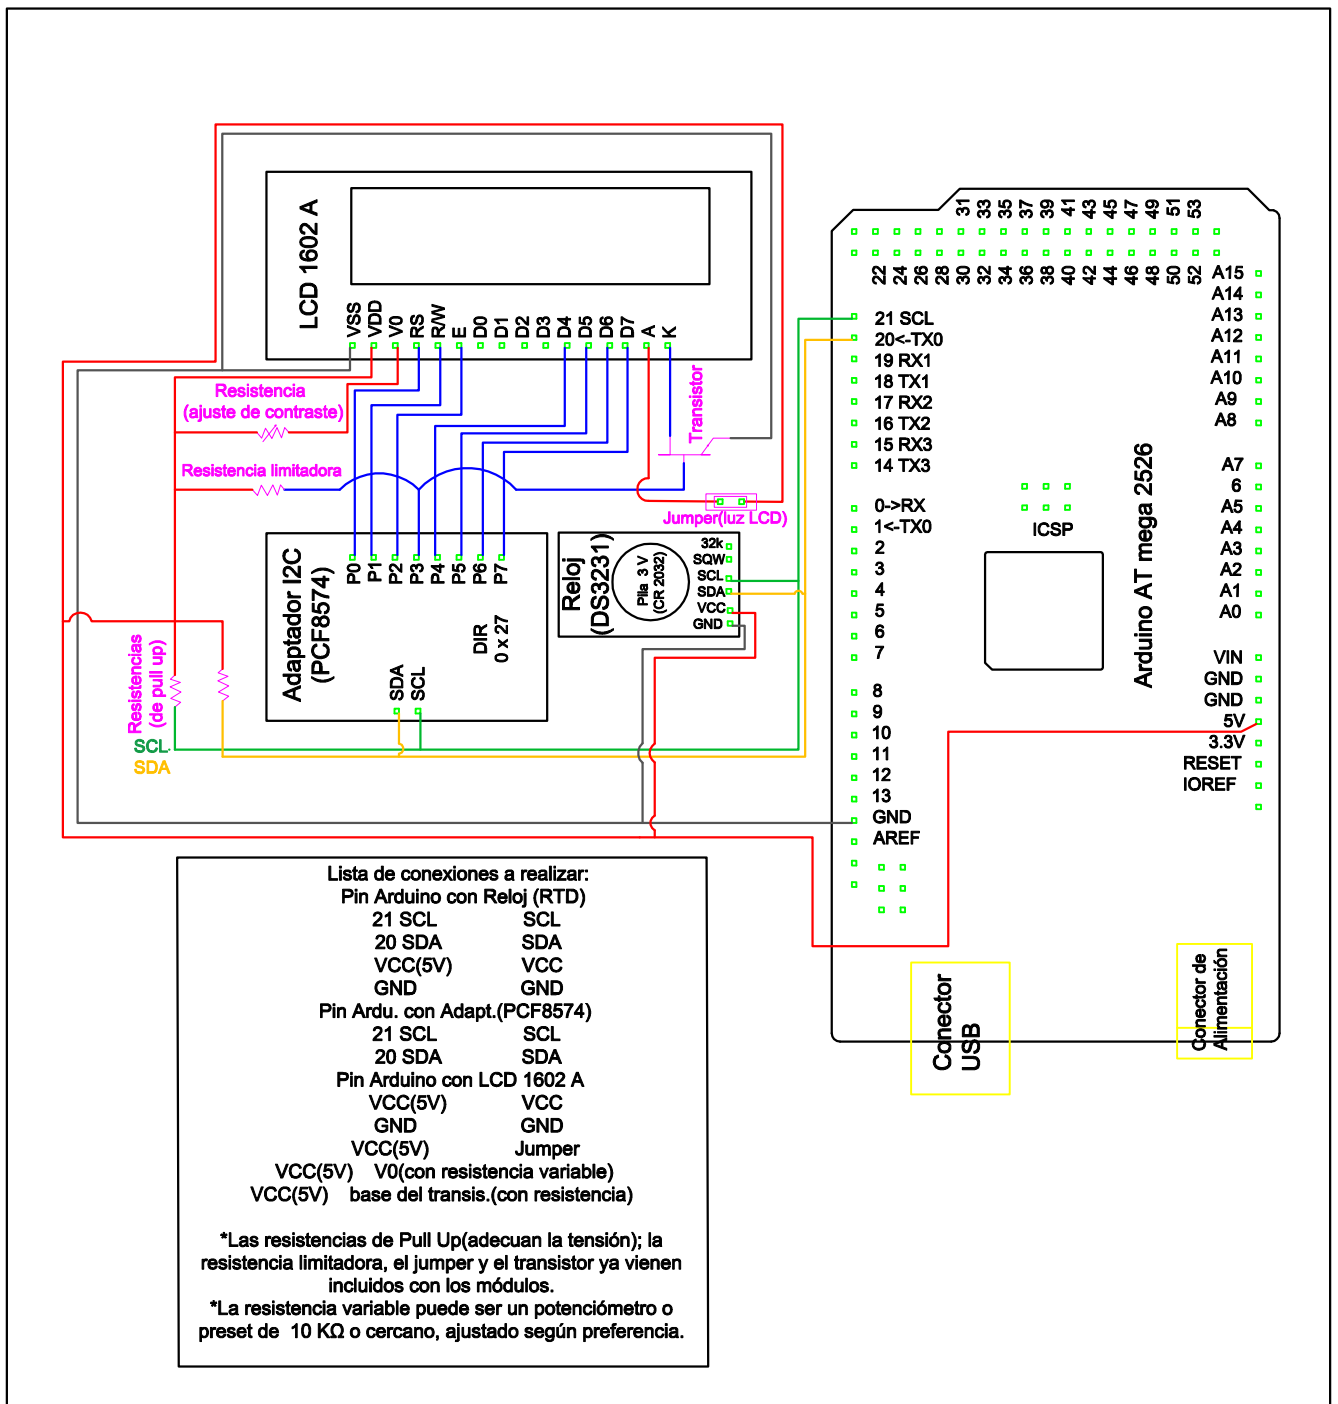 LCD 1602 A
VSS
VDD
V0
RS
R/W
E
D0
D1
D2
D3
D4
D5
D6
D7
A
K
Resistencia
(ajuste de contraste)
Transistor
Resistencia limitadora
Jumper(luz LCD)
Adaptador I2C
(PCF8574)
P0
P1
P2
P3
P4
P5
P6
P7
DIR
0 x 27
SDA
SCL
Reloj
(DS3231)
Pila 3 V
(CR 2032)
32k
SQW
SCL
SDA
VCC
GND
Resistencias
(de pull up)
SCL
SDA
31
33
35
37
39
41
43
45
47
49
51
53
22
24
26
28
30
32
34
36
38
40
42
44
46
48
50
52
A15
A14
A13
A12
A11
A10
A9
A8
A7
6
A5
A4
A3
A2
A1
A0
VIN
GND
GND
5V
3.3V
RESET
IOREF
21 SCL
20<-TX0
19 RX1
18 TX1
17 RX2
16 TX2
15 RX3
14 TX3
0->RX
1<-TX0
2
3
4
5
6
7
8
9
10
11
12
13
GND
AREF
ICSP
Arduino AT mega 2526
Conector
USB
Conector de
Alimentación
Lista de conexiones a realizar:
Pin Arduino con Reloj (RTD)
21 SCL SCL
20 SDA SDA
VCC(5V) VCC
GND GND
Pin Ardu. con Adapt.(PCF8574)
21 SCL SCL
20 SDA SDA
Pin Arduino con LCD 1602 A
VCC(5V) VCC
GND GND
VCC(5V) Jumper
VCC(5V) V0(con resistencia variable)
VCC(5V) base del transis.(con resistencia)
*Las resistencias de Pull Up(adecuan la tensión); la
resistencia limitadora, el jumper y el transistor ya vienen
incluidos con los módulos.
*La resistencia variable puede ser un potenciómetro o
preset de 10 KΩ o cercano, ajustado según preferencia.